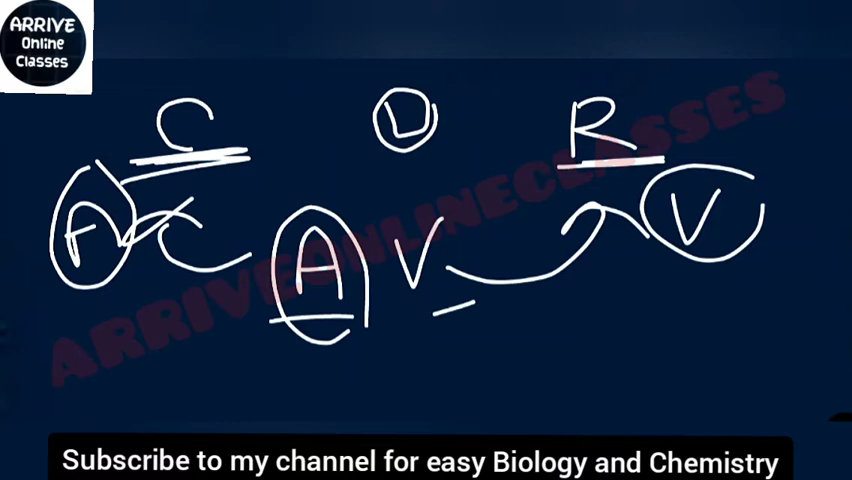 ARRIVE
Online
Classes
C D R
A C A V V
ARRIVEONLINECLASSES
Subscribe to my channel for easy Biology and Chemistry